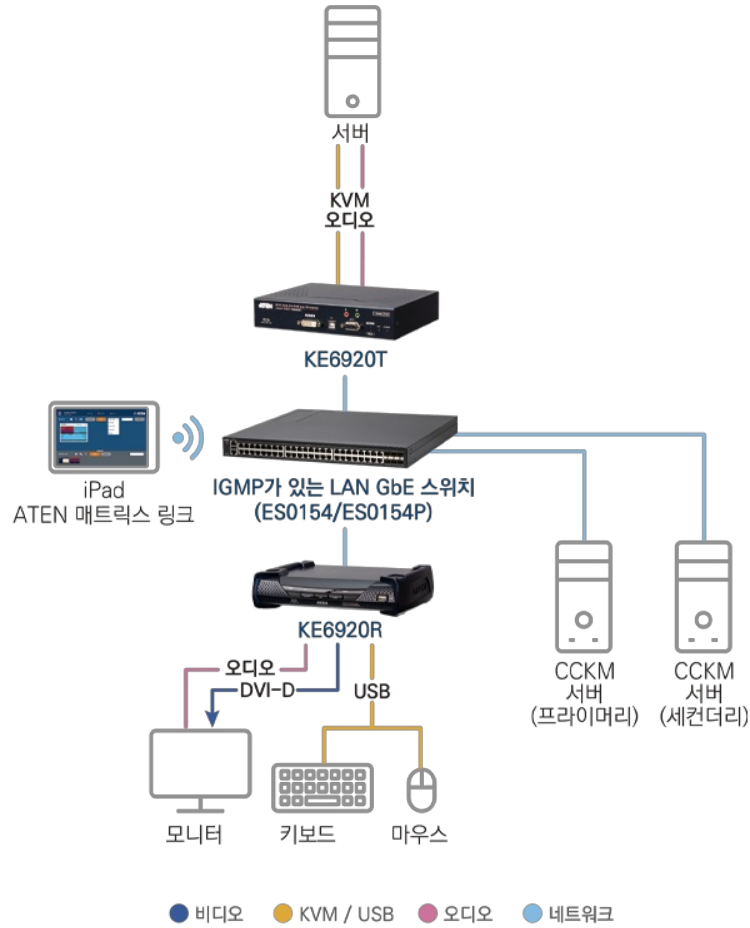 서버
KVM
오디오
ATEN
KE6920T
iPad
ATEN 매트릭스 링크
IGMP가 있는 LAN GbE 스위치
(ES0154/ES0154P)
KE6920R
오디오
DVI-D
USB
CCKM
서버
(프라이머리)
CCKM
서버
(세컨더리)
모니터
키보드
마우스
비디오
KVM / USB
오디오
네트워크